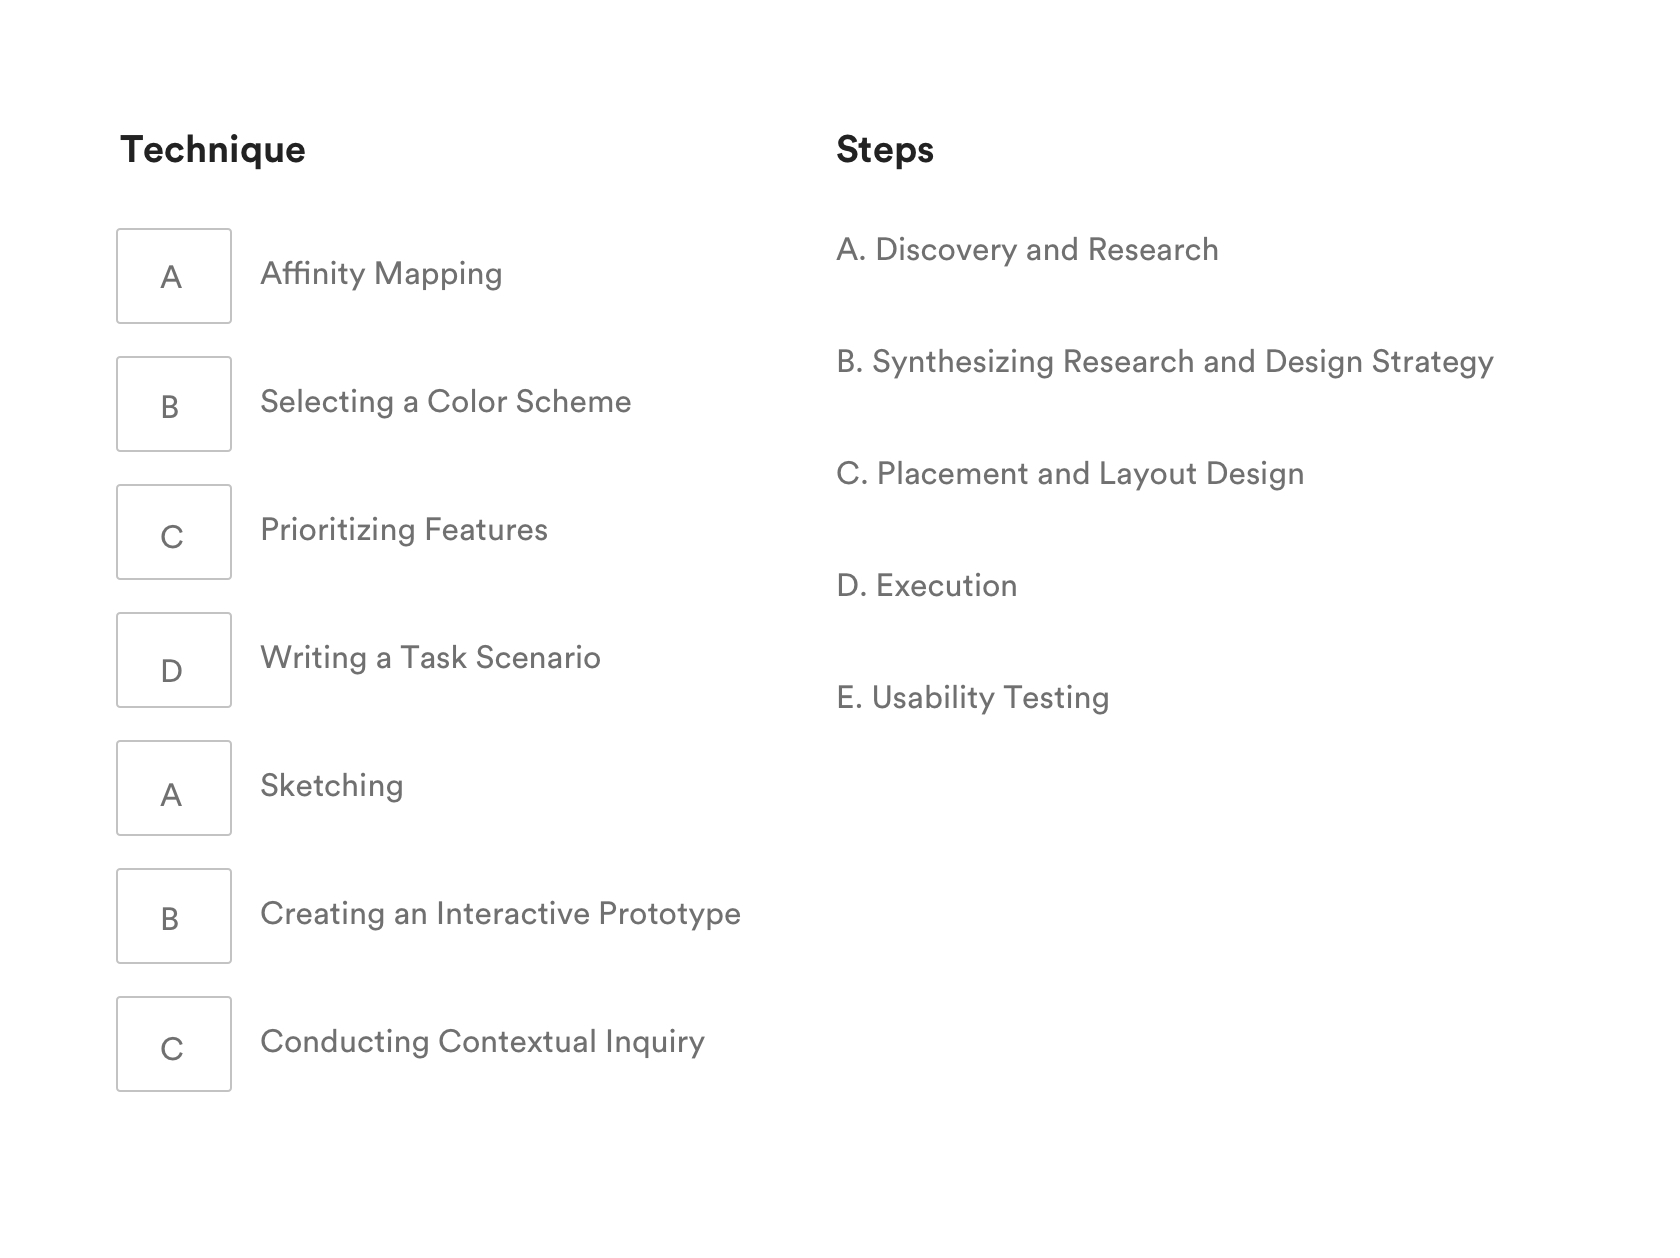 Technique
A Affinity Mapping
B Selecting a Color Scheme
C Prioritizing Features
D Writing a Task Scenario
A Sketching
B Creating an Interactive Prototype
C Conducting Contextual Inquiry
Steps
A. Discovery and Research
B. Synthesizing Research and Design Strategy
C. Placement and Layout Design
D. Execution
E. Usability Testing